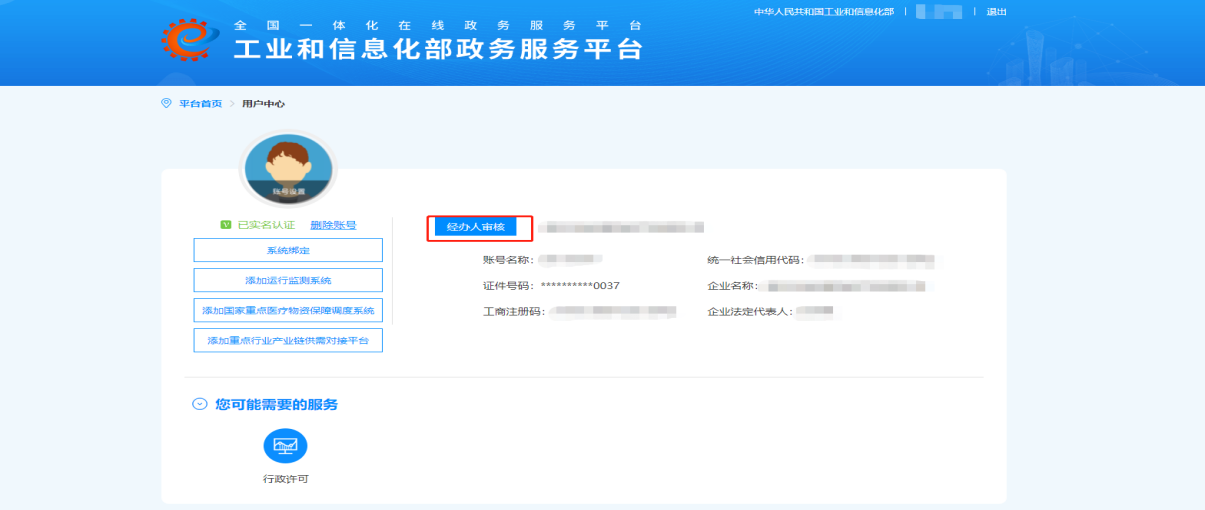 中华人民共和国工业和信息化部 | | 退出
全国一体化在线政务服务平台
工业和信息化部政务服务平台
平台首页 > 用户中心
账号设置
已实名认证 删除账号
系统绑定
添加运行监测系统
添加国家重点医疗物资保障调度系统
添加重点行业产业链供需对接平台
经办人审核
账号名称： 统一社会信用代码：
证件号码：**********0037 企业名称：
工商注册码： 企业法定代表人：
您可能需要的服务
行政许可